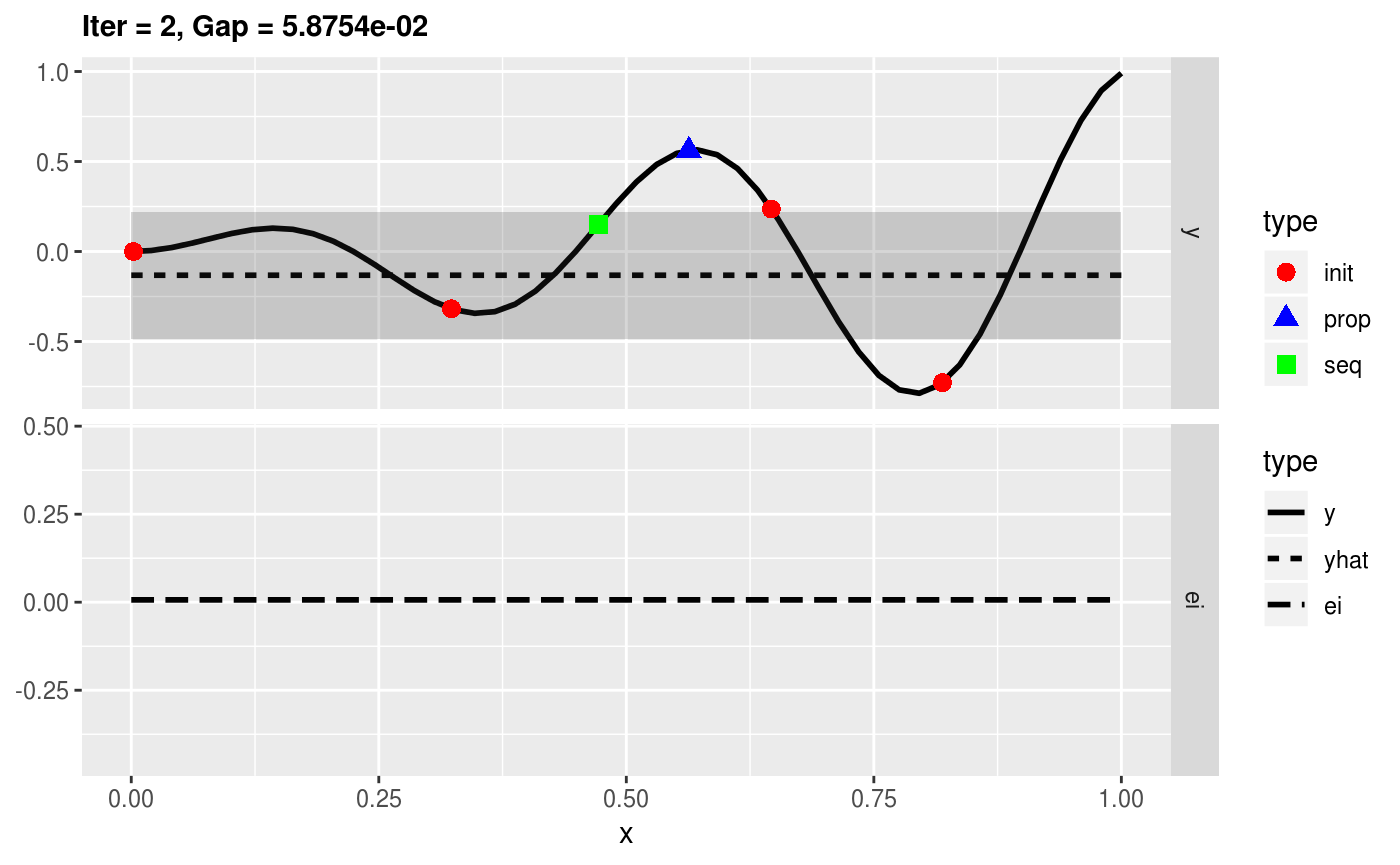 Iter = 2, Gap = 5.8754e-02
1.0
0.5
0.0
-0.5
y
0.50
0.25
0.00
-0.25
ei
0.00 0.25 0.50 0.75 1.00
x
type
init
prop
seq
type
y
yhat
ei